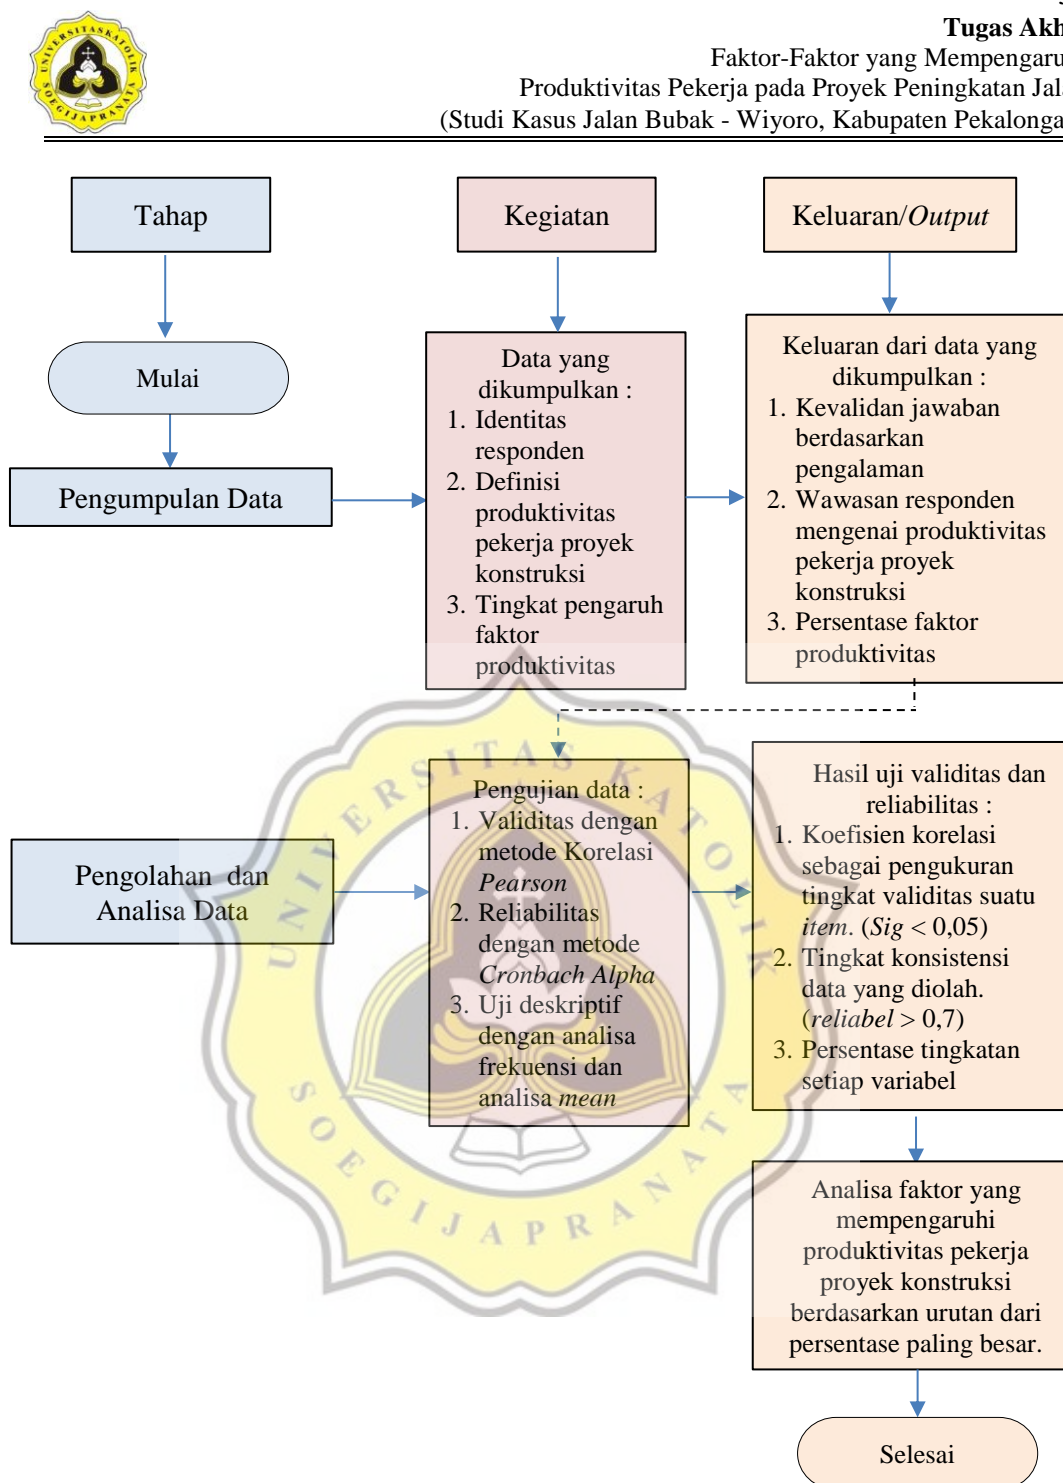 UNIVERSITAS KATOLIK
SOEGIJAPRANATA
Tugas Akh
Faktor-Faktor yang Mempengaru
Produktivitas Pekerja pada Proyek Peningkatan Jala
(Studi Kasus Jalan Bubak - Wiyoro, Kabupaten Pekalonga
Tahap
Kegiatan
Keluaran/Output
Mulai
Pengumpulan Data
Data yang
dikumpulkan :
1. Identitas
responden
2. Definisi
produktivitas
pekerja proyek
konstruksi
3. Tingkat pengaruh
faktor
produktivitas
Keluaran dari data yang
dikumpulkan :
1. Kevalidan jawaban
berdasarkan
pengalaman
2. Wawasan responden
mengenai produktivitas
pekerja proyek
konstruksi
3. Persentase faktor
produktivitas
Pengolahan dan
Analisa Data
Pengujian data :
1. Validitas dengan
metode Korelasi
Pearson
2. Reliabilitas
dengan metode
Cronbach Alpha
3. Uji deskriptif
dengan analisa
frekuensi dan
analisa mean
Hasil uji validitas dan
reliabilitas :
1. Koefisien korelasi
sebagai pengukuran
tingkat validitas suatu
item. (Sig < 0,05)
2. Tingkat konsistensi
data yang diolah.
(reliabel > 0,7)
3. Persentase tingkatan
setiap variabel
Analisa faktor yang
mempengaruhi
produktivitas pekerja
proyek konstruksi
berdasarkan urutan dari
persentase paling besar.
Selesai
UNIVERSITAS KATOLIK
SOEGIJAPRANATA